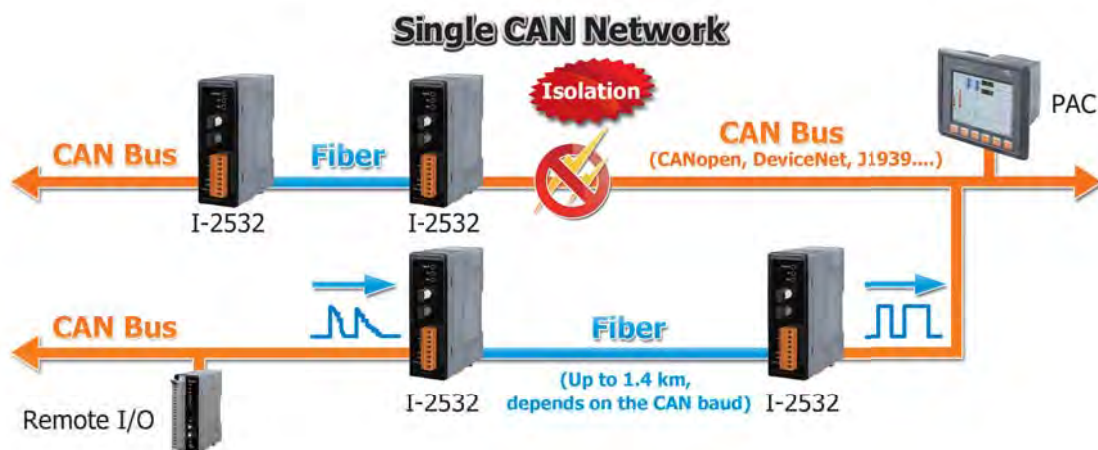 Single CAN Network
Isolation
PAC
CAN Bus
Fiber
CAN Bus
(CANopen, DeviceNet, J1939....)
I-2532
I-2532
CAN Bus
Fiber
(Up to 1.4 km,
depends on the CAN baud)
I-2532
I-2532
Remote I/O